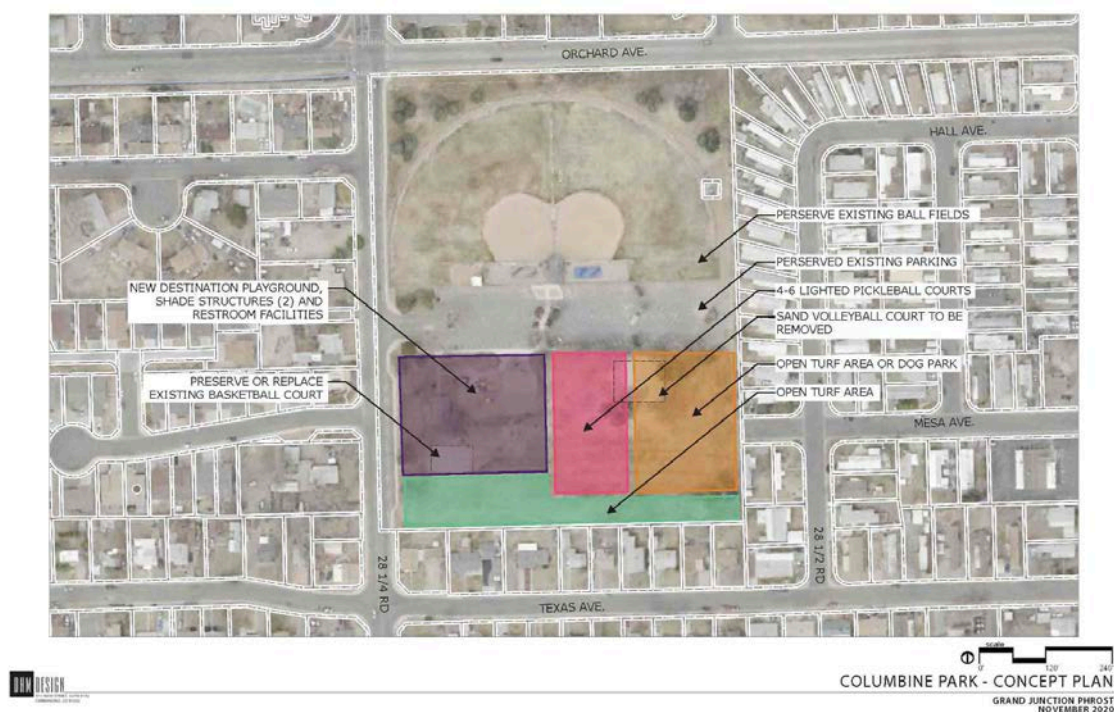 ORCHARD AVE.
HALL AVE.
PERSERVE EXISTING BALL FIELDS
PERSERVED EXISTING PARKING
4-6 LIGHTED PICKLEBALL COURTS
SAND VOLLEYBALL COURT TO BE
REMOVED
OPEN TURF AREA OR DOG PARK
OPEN TURF AREA
NEW DESTINATION PLAYGROUND,
SHADE STRUCTURES (2) AND
RESTROOM FACILITIES
PRESERVE OR REPLACE
EXISTING BASKETBALL COURT
MESA AVE.
28 1/4 RD
28 1/2 RD
TEXAS AVE.
scale
0' 120' 240'
COLUMBINE PARK - CONCEPT PLAN
GRAND JUNCTION PHROST
NOVEMBER 2020
DHM DESIGN